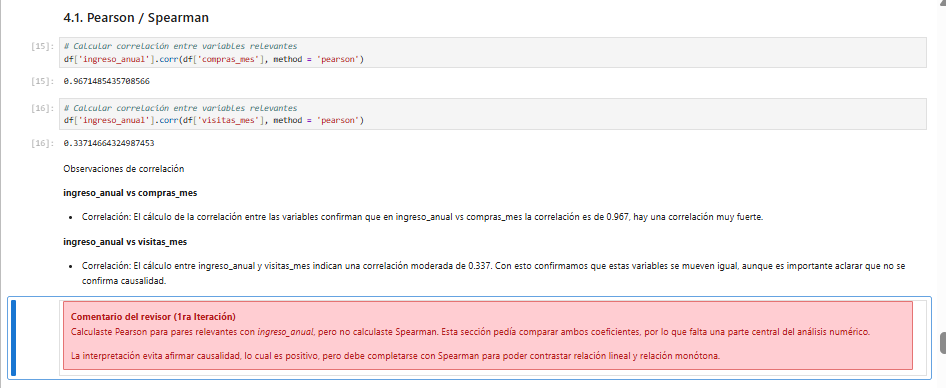 4.1. Pearson / Spearman
[15]: # Calcular correlación entre variables relevantes
df['ingreso_anual'].corr(df['compras_mes'], method = 'pearson')
[15]: 0.9671485435708566
[16]: # Calcular correlación entre variables relevantes
df['ingreso_anual'].corr(df['visitas_mes'], method = 'pearson')
[16]: 0.33714664324987453
Observaciones de correlación
ingreso_anual vs compras_mes
• Correlación: El cálculo de la correlación entre las variables confirman que en ingreso_anual vs compras_mes la correlación es de 0.967, hay una correlación muy fuerte.
ingreso_anual vs visitas_mes
• Correlación: El cálculo entre ingreso_anual y visitas_mes indican una correlación moderada de 0.337. Con esto confirmamos que estas variables se mueven igual, aunque es importante aclarar que no se
confirma causalidad.
Comentario del revisor (1ra Iteración)
Calculaste Pearson para pares relevantes con ingreso_anual, pero no calculaste Spearman. Esta sección pedía comparar ambos coeficientes, por lo que falta una parte central del análisis numérico.
La interpretación evita afirmar causalidad, lo cual es positivo, pero debe completarse con Spearman para poder contrastar relación lineal y relación monótona.